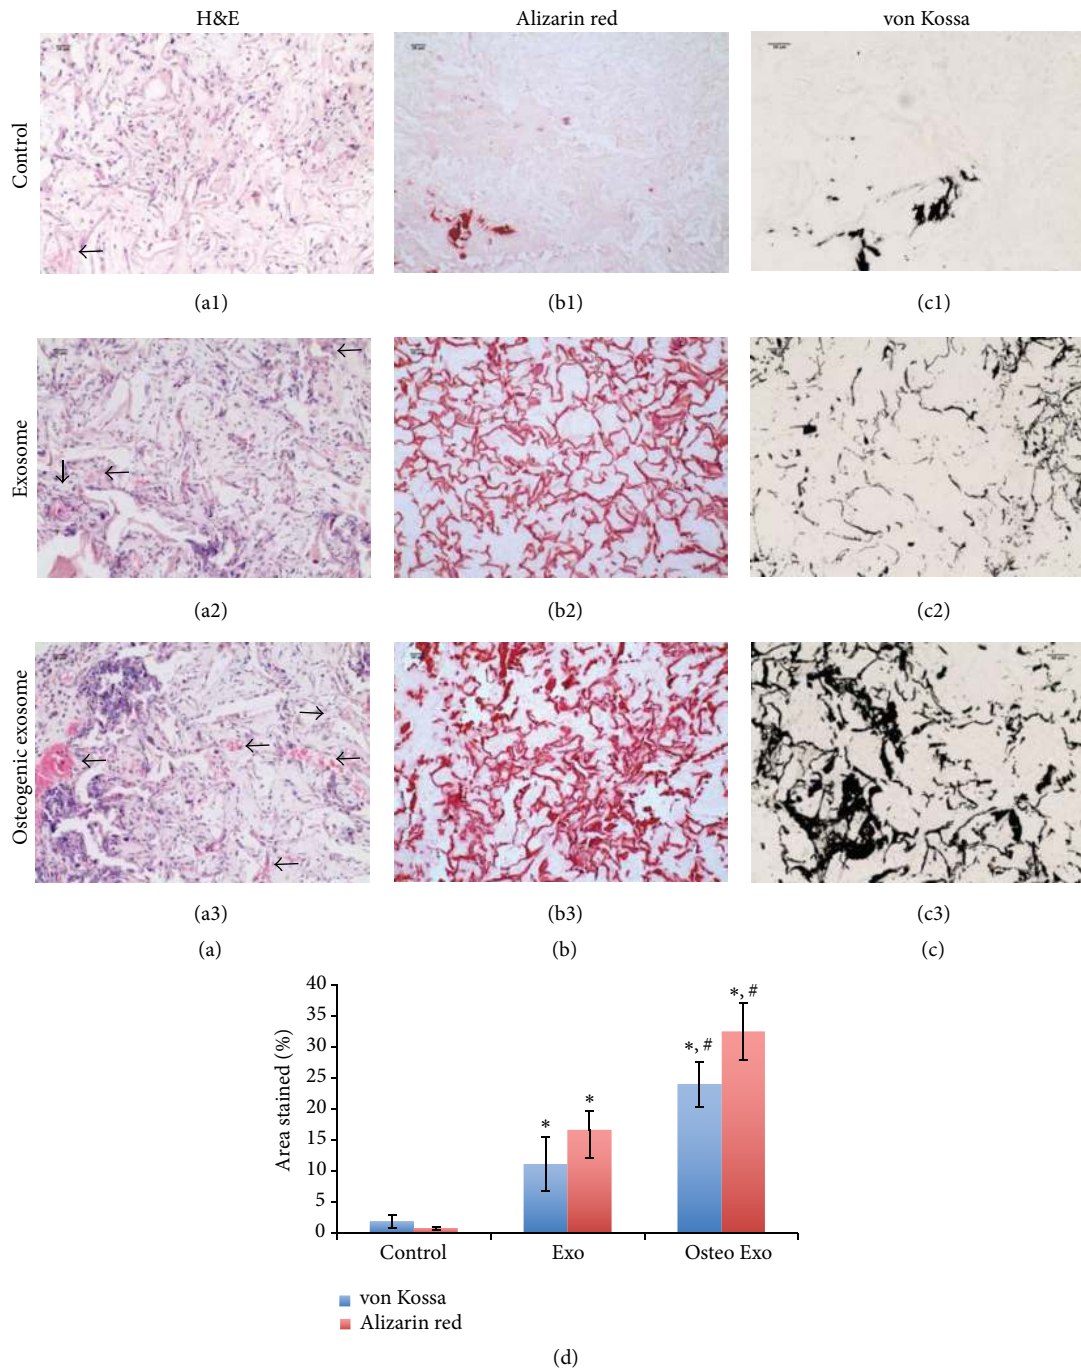 H&E Alizarin red von Kossa
Control
(a1) (b1) (c1)
Exosome
(a2) (b2) (c2)
Osteogenic exosome
(a3) (b3) (c3)
(a) (b) (c)
Area stained (%)
40
35
30
25
20
15
10
5
0
*
*
*, #
*, #
Control Exo Osteo Exo
von Kossa
Alizarin red
(d)